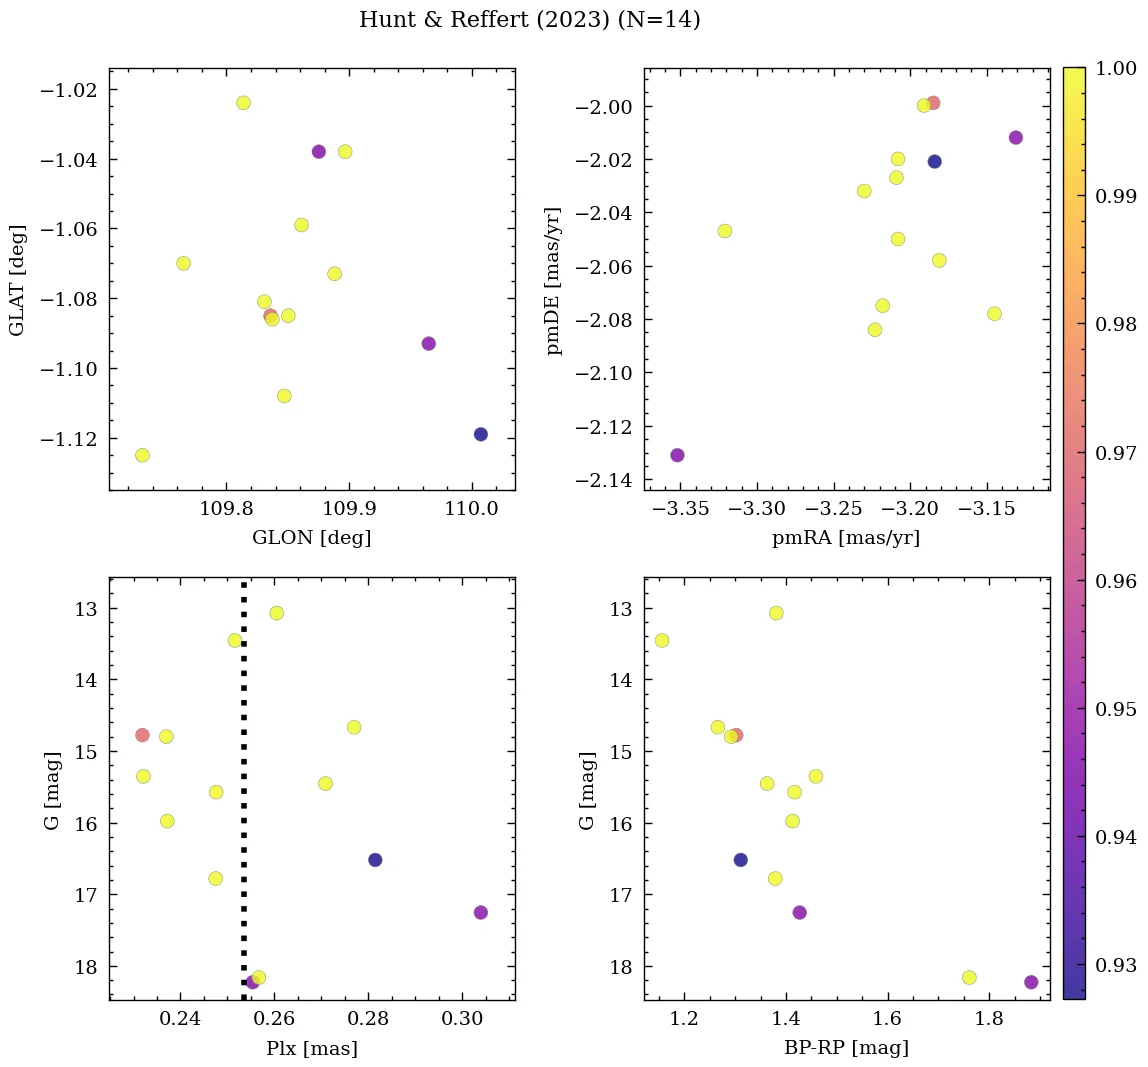 Hunt & Reffert (2023) (N=14)
−1.02
−1.04
−1.06
−1.08
−1.10
−1.12
GLAT [deg]
109.8 109.9 110.0
GLON [deg]
−2.00
−2.02
−2.04
−2.06
−2.08
−2.10
−2.12
−2.14
pmDE [mas/yr]
−3.35 −3.30 −3.25 −3.20 −3.15
pmRA [mas/yr]
13
14
15
16
17
18
G [mag]
0.24 0.26 0.28 0.30
Plx [mas]
13
14
15
16
17
18
G [mag]
1.2 1.4 1.6 1.8
BP-RP [mag]
1.00
0.99
0.98
0.97
0.96
0.95
0.94
0.93